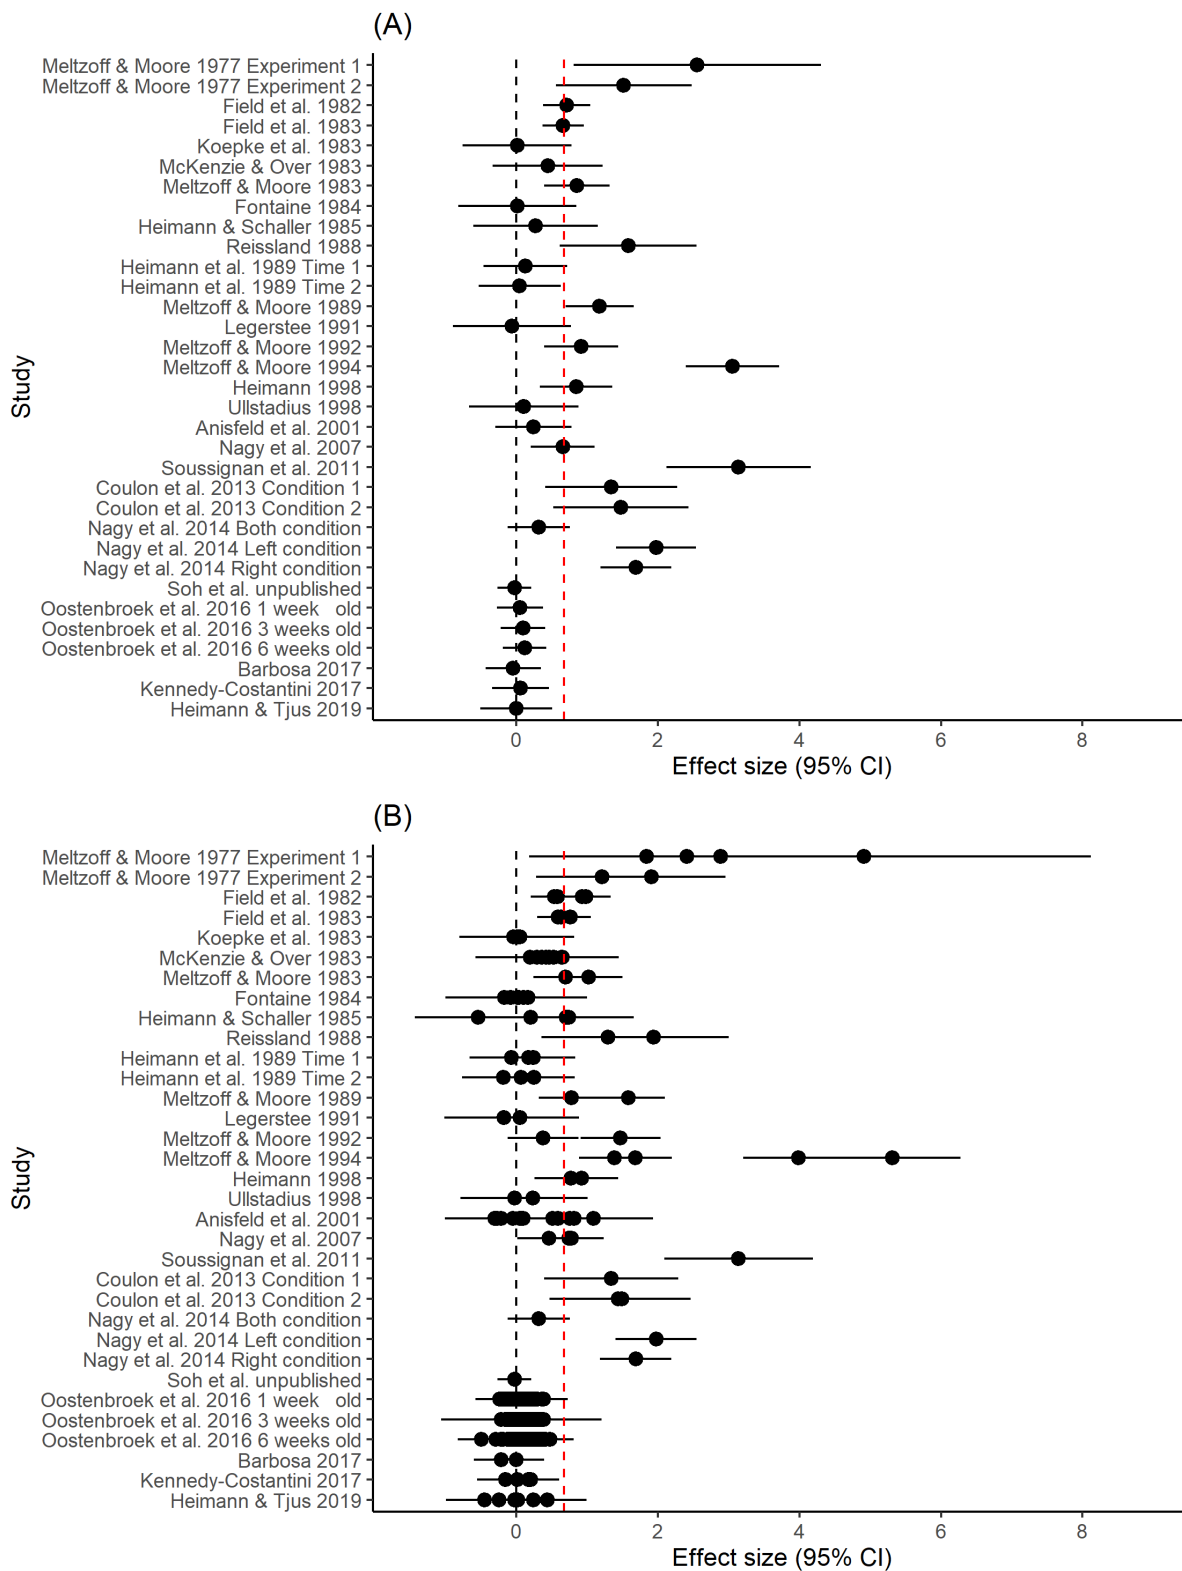 (A)
Meltzoff & Moore 1977 Experiment 1
Meltzoff & Moore 1977 Experiment 2
Field et al. 1982
Field et al. 1983
Koepke et al. 1983
McKenzie & Over 1983
Meltzoff & Moore 1983
Fontaine 1984
Heimann & Schaller 1985
Reissland 1988
Heimann et al. 1989 Time 1
Heimann et al. 1989 Time 2
Meltzoff & Moore 1989
Legerstee 1991
Meltzoff & Moore 1992
Meltzoff & Moore 1994
Heimann 1998
Ullstadius 1998
Anisfeld et al. 2001
Nagy et al. 2007
Soussignan et al. 2011
Coulon et al. 2013 Condition 1
Coulon et al. 2013 Condition 2
Nagy et al. 2014 Both condition
Nagy et al. 2014 Left condition
Nagy et al. 2014 Right condition
Soh et al. unpublished
Oostenbroek et al. 2016 1 week old
Oostenbroek et al. 2016 3 weeks old
Oostenbroek et al. 2016 6 weeks old
Barbosa 2017
Kennedy-Costantini 2017
Heimann & Tjus 2019
Study
0 2 4 6 8
Effect size (95% CI)
(B)
Meltzoff & Moore 1977 Experiment 1
Meltzoff & Moore 1977 Experiment 2
Field et al. 1982
Field et al. 1983
Koepke et al. 1983
McKenzie & Over 1983
Meltzoff & Moore 1983
Fontaine 1984
Heimann & Schaller 1985
Reissland 1988
Heimann et al. 1989 Time 1
Heimann et al. 1989 Time 2
Meltzoff & Moore 1989
Legerstee 1991
Meltzoff & Moore 1992
Meltzoff & Moore 1994
Heimann 1998
Ullstadius 1998
Anisfeld et al. 2001
Nagy et al. 2007
Soussignan et al. 2011
Coulon et al. 2013 Condition 1
Coulon et al. 2013 Condition 2
Nagy et al. 2014 Both condition
Nagy et al. 2014 Left condition
Nagy et al. 2014 Right condition
Soh et al. unpublished
Oostenbroek et al. 2016 1 week old
Oostenbroek et al. 2016 3 weeks old
Oostenbroek et al. 2016 6 weeks old
Barbosa 2017
Kennedy-Costantini 2017
Heimann & Tjus 2019
Study
0 2 4 6 8
Effect size (95% CI)